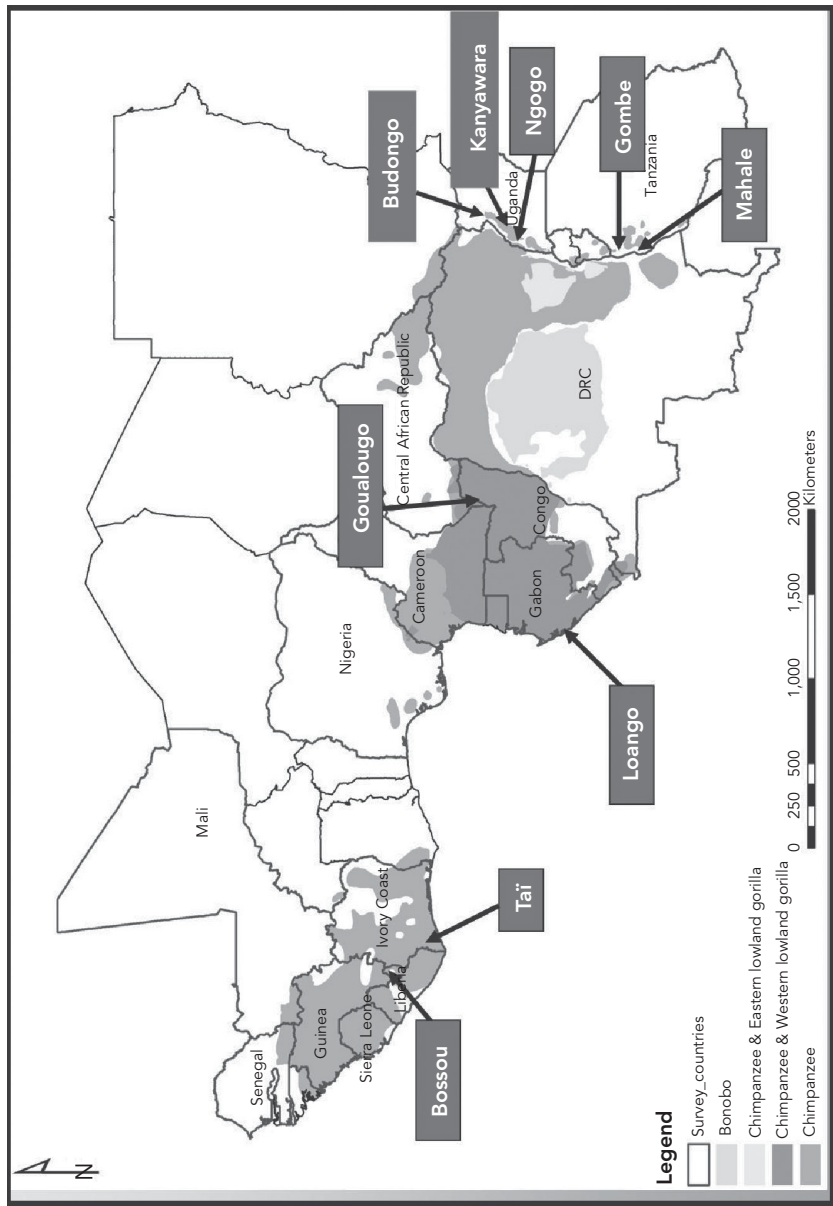 N
Senegal
Mali
Guinea
Sierra Leone
Liberia
Ivory Coast
Nigeria
Cameroon
Central African Republic
Gabon
Congo
DRC
Uganda
Tanzania
Bossou
Taï
Loango
Goualougo
Budongo
Kanyawara
Ngogo
Gombe
Mahale
Legend
Survey_countries
Bonobo
Chimpanzee & Eastern lowland gorilla
Chimpanzee & Western lowland gorilla
Chimpanzee
0 250 500 1,000 1,500 2000
Kilometers